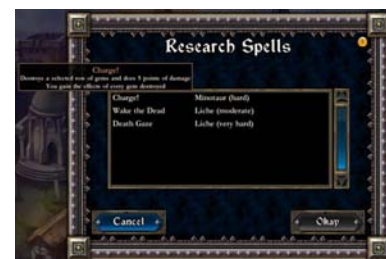 Research Spells
Charge!
Destroys a selected row of gems and does 5 points of damage
You gain the effects of every gem destroyed
Charge! Minotaur (hard)
Wake the Dead Liche (moderate)
Death Gaze Liche (very hard)
Cancel Okay